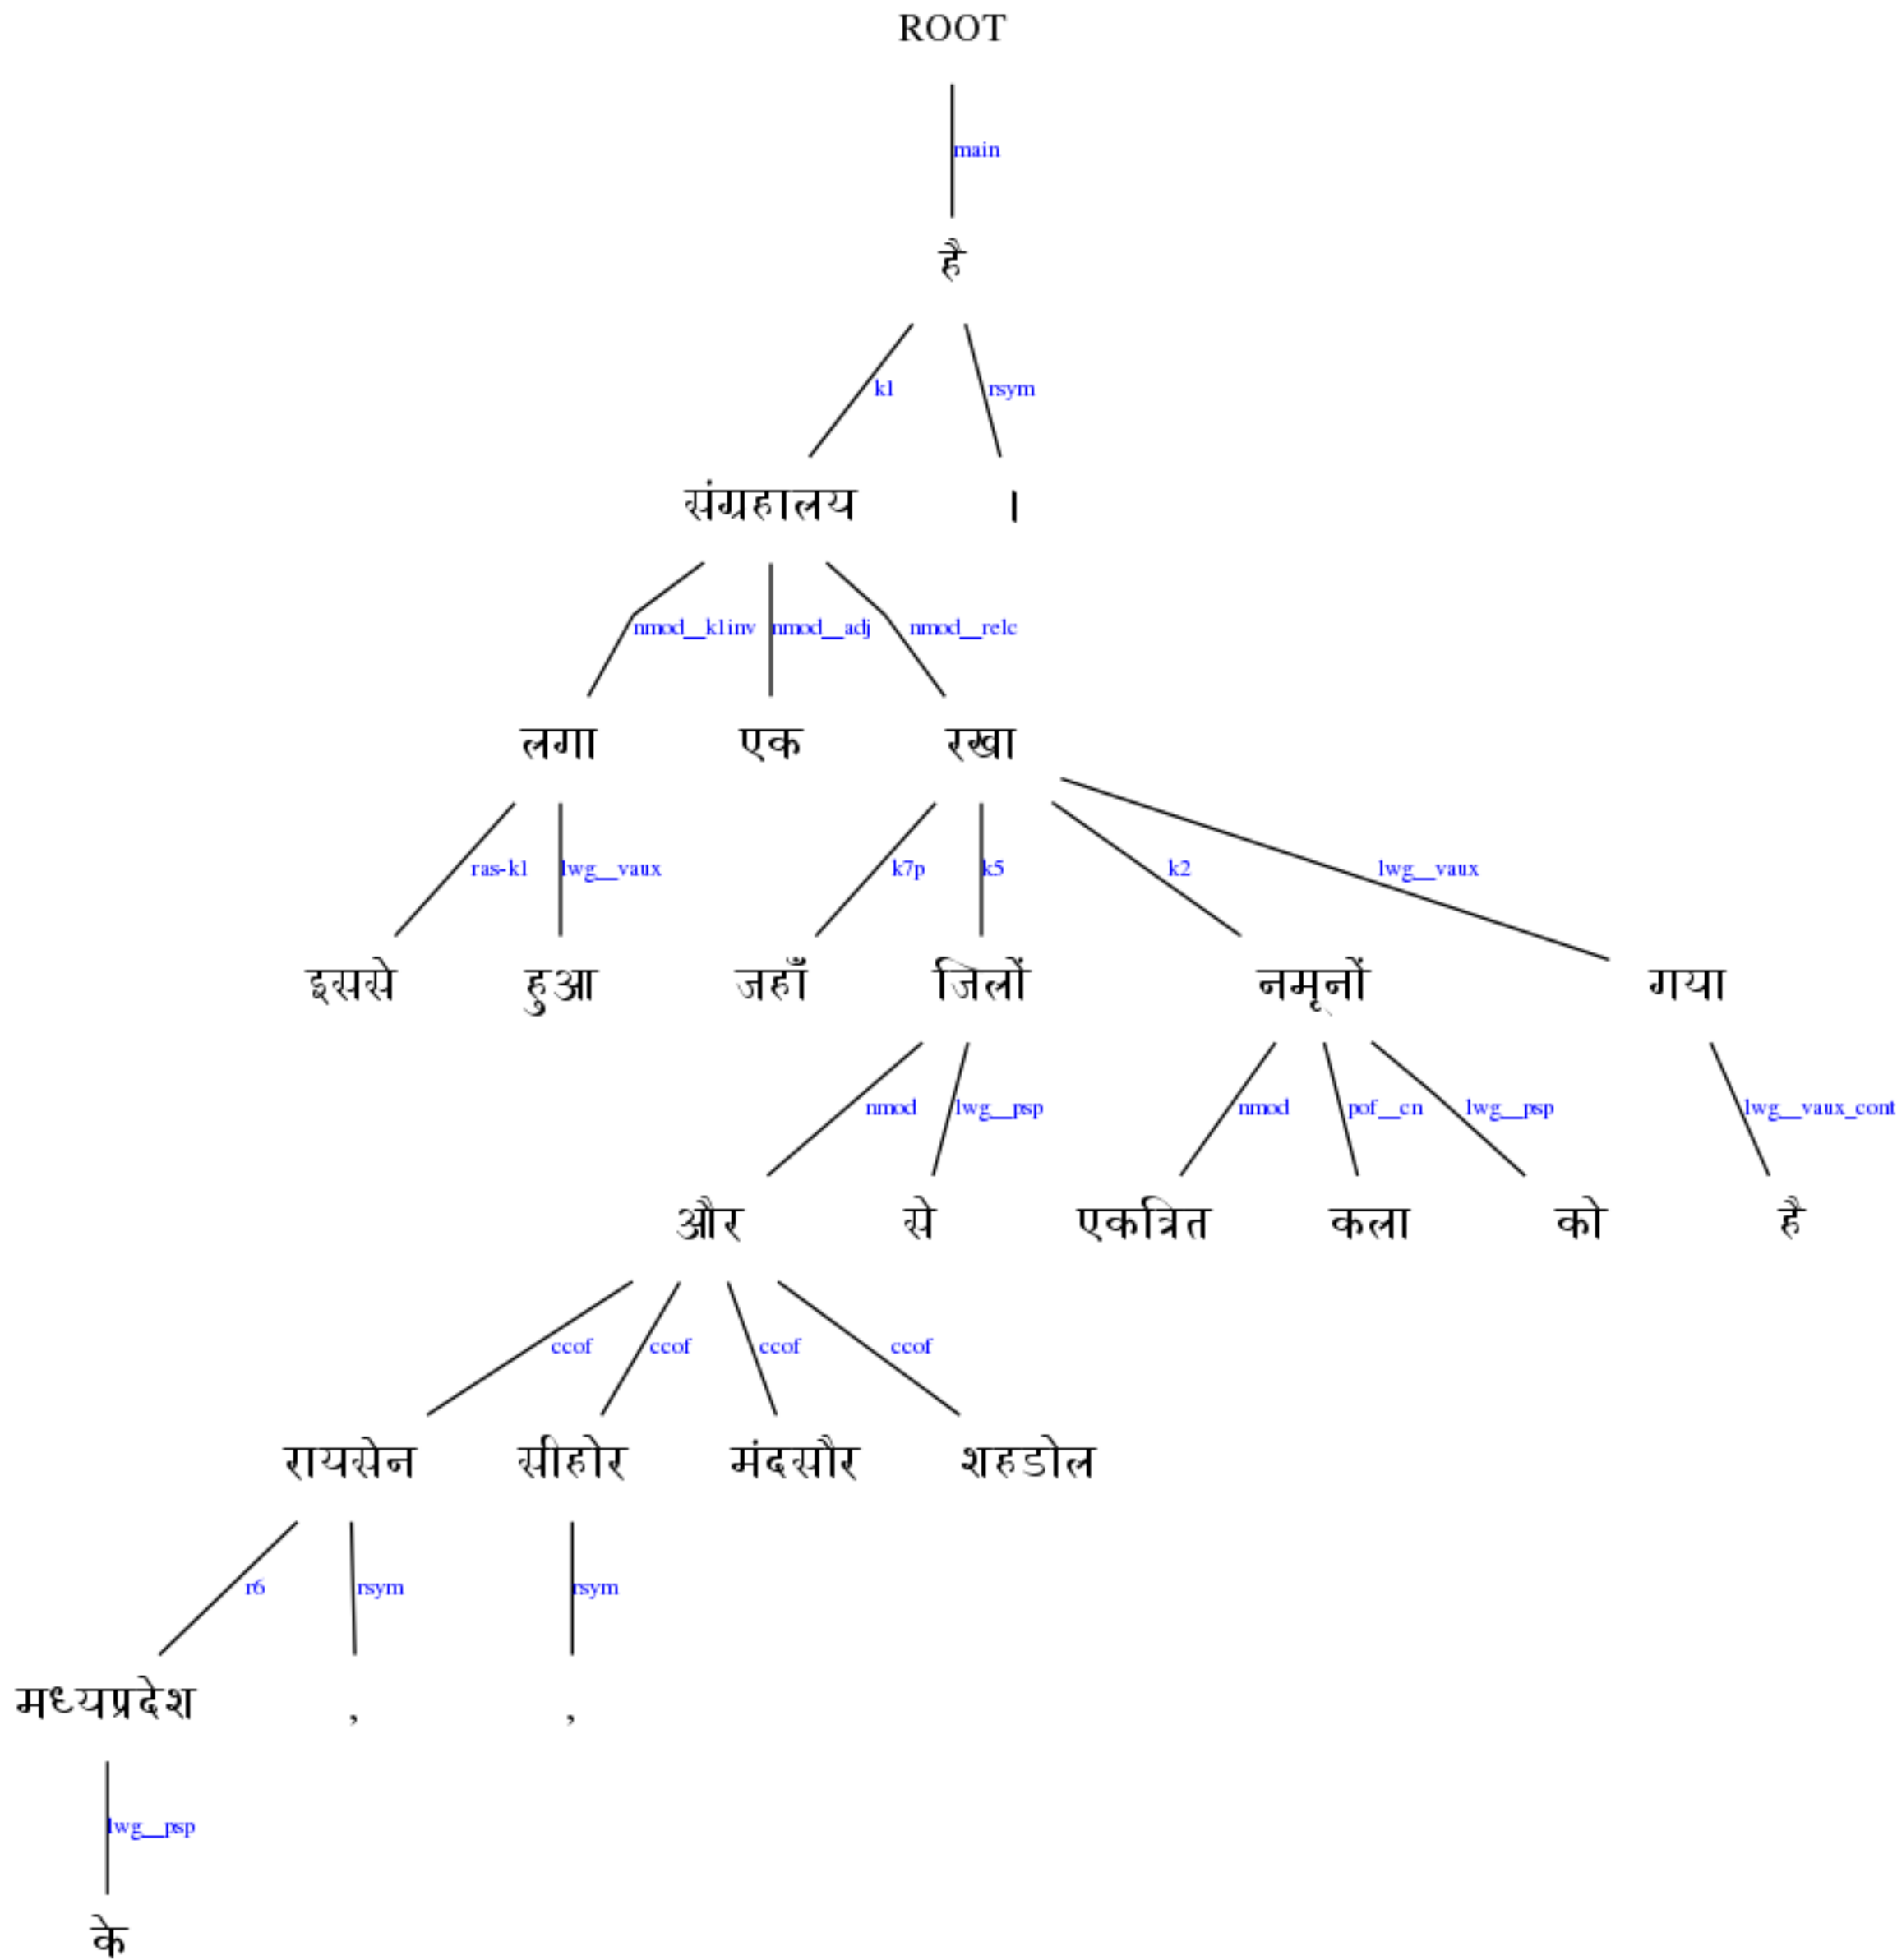 ROOT
main
है
k1 rsym
संग्रहालय ।
nmod__k1inv nmod__adj nmod__relc
लगा एक रखा
ras-k1 lwg__vaux k7p k5 k2 lwg__vaux
इससे हुआ जहाँ जिलों नमूनों गया
nmod lwg__psp nmod pof__cn lwg__psp lwg__vaux_cont
और से एकत्रित कला को है
ccof ccof ccof ccof
रायसेन सीहोर मंदसौर शहडोल
r6 rsym rsym
मध्यप्रदेश , ,
lwg__psp
के